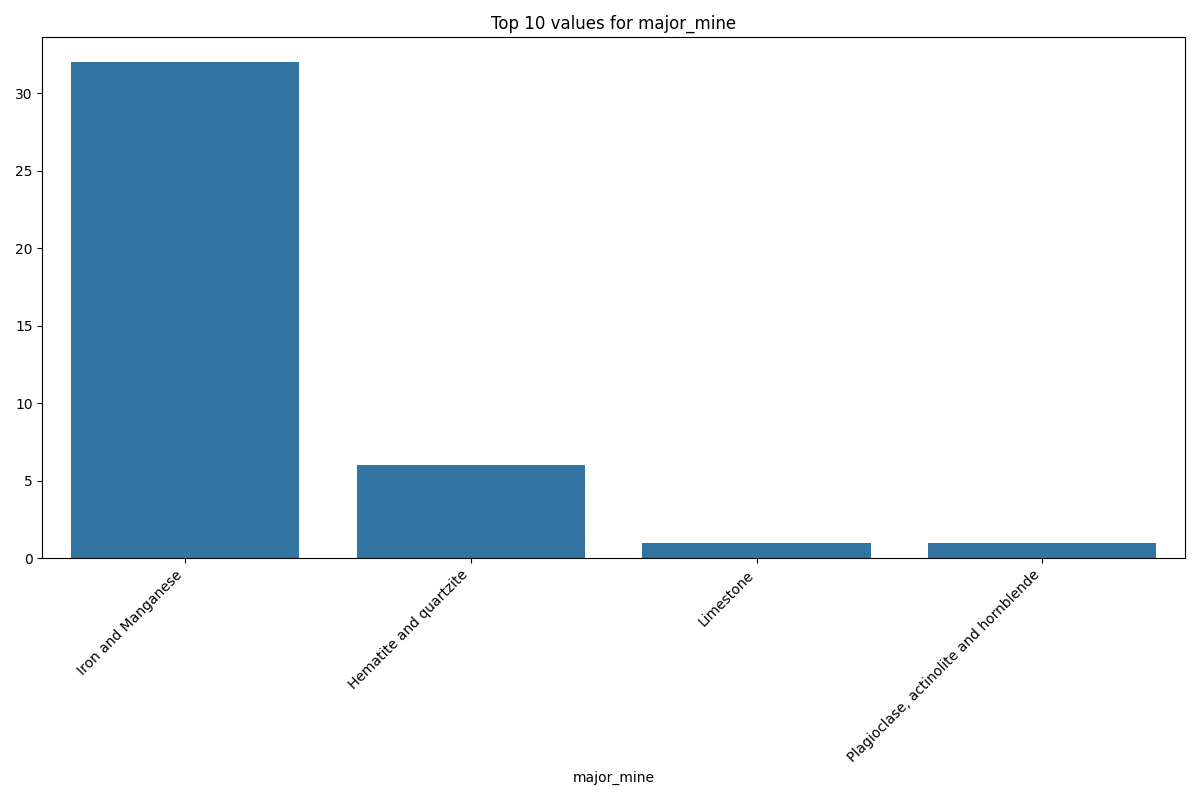 Top 10 values for major_mine
30
25
20
15
10
5
0
Iron and Manganese
Hematite and quartzite
Limestone
Plagioclase, actinolite and hornblende
major_mine